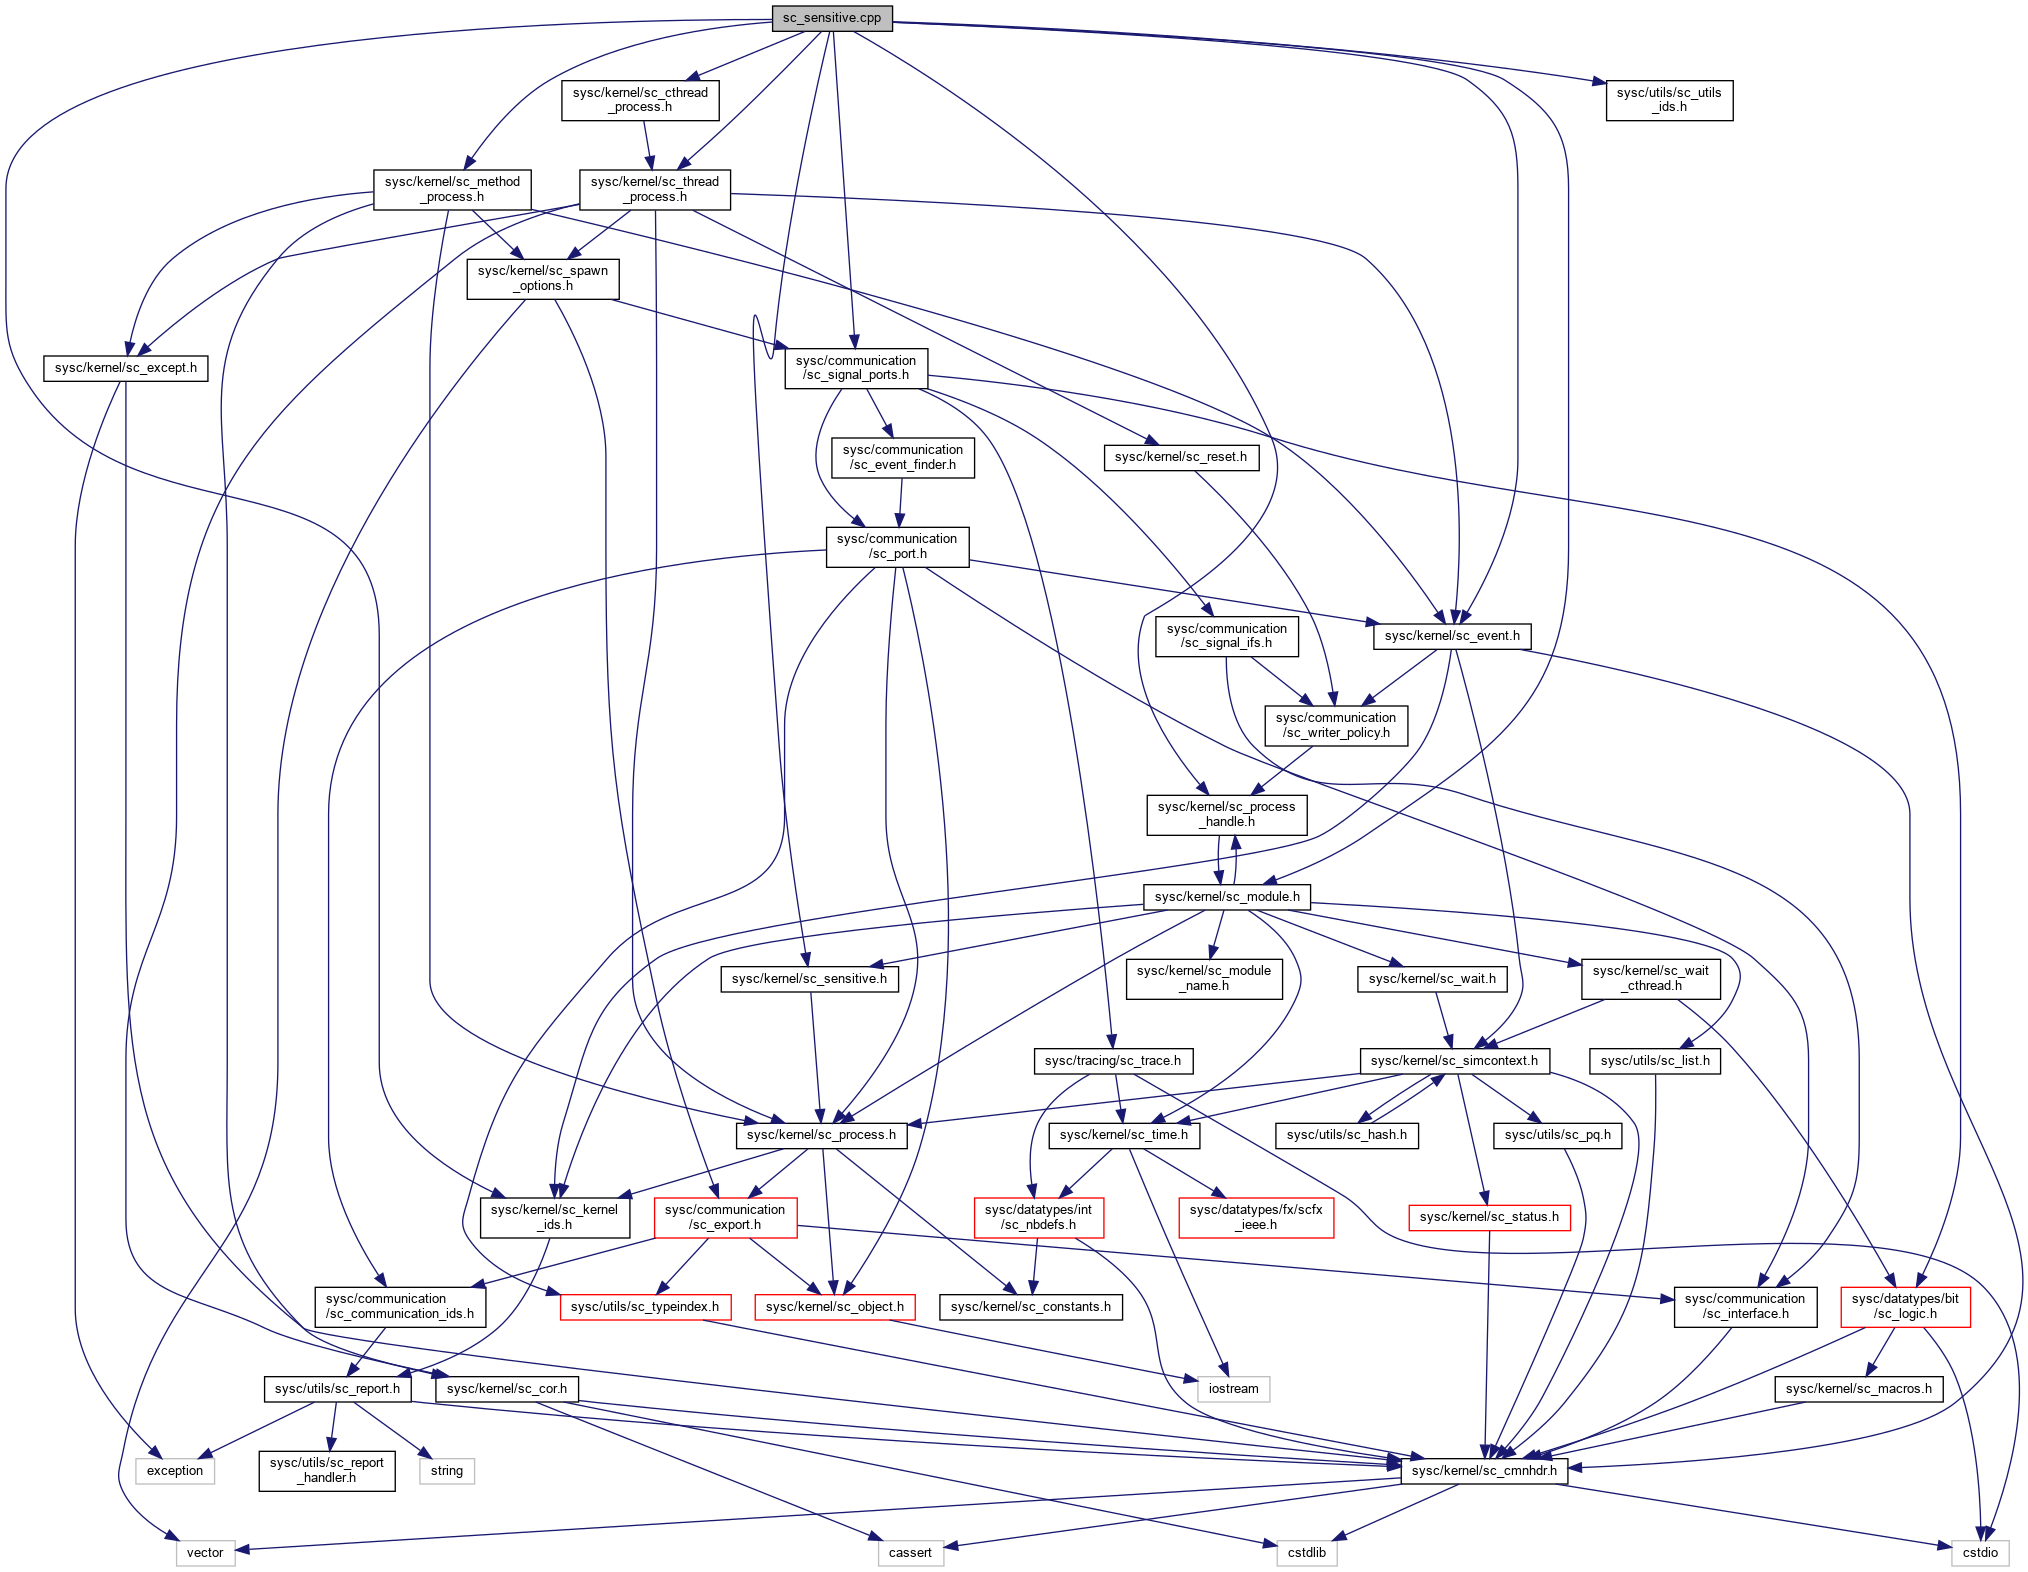 sc_sensitive.cpp
sysc/kernel/sc_cthread
_process.h
sysc/utils/sc_utils
_ids.h
sysc/kernel/sc_method
_process.h
sysc/kernel/sc_thread
_process.h
sysc/kernel/sc_spawn
_options.h
sysc/kernel/sc_except.h
sysc/communication
/sc_signal_ports.h
sysc/communication
/sc_event_finder.h
sysc/kernel/sc_reset.h
sysc/communication
/sc_port.h
sysc/communication
/sc_signal_ifs.h
sysc/kernel/sc_event.h
sysc/communication
/sc_writer_policy.h
sysc/kernel/sc_process
_handle.h
sysc/kernel/sc_module.h
sysc/kernel/sc_sensitive.h
sysc/kernel/sc_module
_name.h
sysc/kernel/sc_wait.h
sysc/kernel/sc_wait
_cthread.h
sysc/tracing/sc_trace.h
sysc/kernel/sc_simcontext.h
sysc/utils/sc_list.h
sysc/kernel/sc_process.h
sysc/kernel/sc_time.h
sysc/utils/sc_hash.h
sysc/utils/sc_pq.h
sysc/kernel/sc_kernel
_ids.h
sysc/communication
/sc_export.h
sysc/datatypes/int
/sc_nbdefs.h
sysc/datatypes/fx/scfx
_ieee.h
sysc/kernel/sc_status.h
sysc/communication
/sc_communication_ids.h
sysc/utils/sc_typeindex.h
sysc/kernel/sc_object.h
sysc/kernel/sc_constants.h
sysc/communication
/sc_interface.h
sysc/datatypes/bit
/sc_logic.h
sysc/utils/sc_report.h
sysc/kernel/sc_cor.h
iostream
sysc/kernel/sc_macros.h
exception
sysc/utils/sc_report
_handler.h
string
sysc/kernel/sc_cmnhdr.h
vector
cassert
cstdlib
cstdio